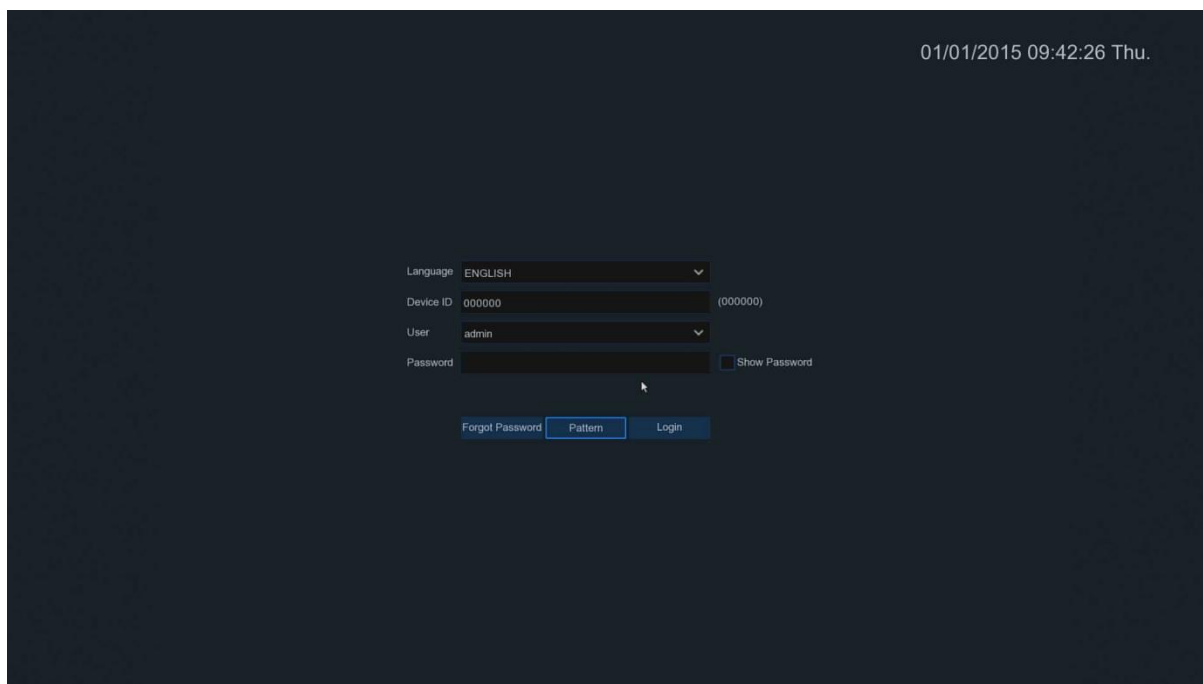 01/01/2015 09:42:26 Thu.
Language ENGLISH
Device ID 000000 (000000)
User admin
Password Show Password
Forgot Password Pattern Login